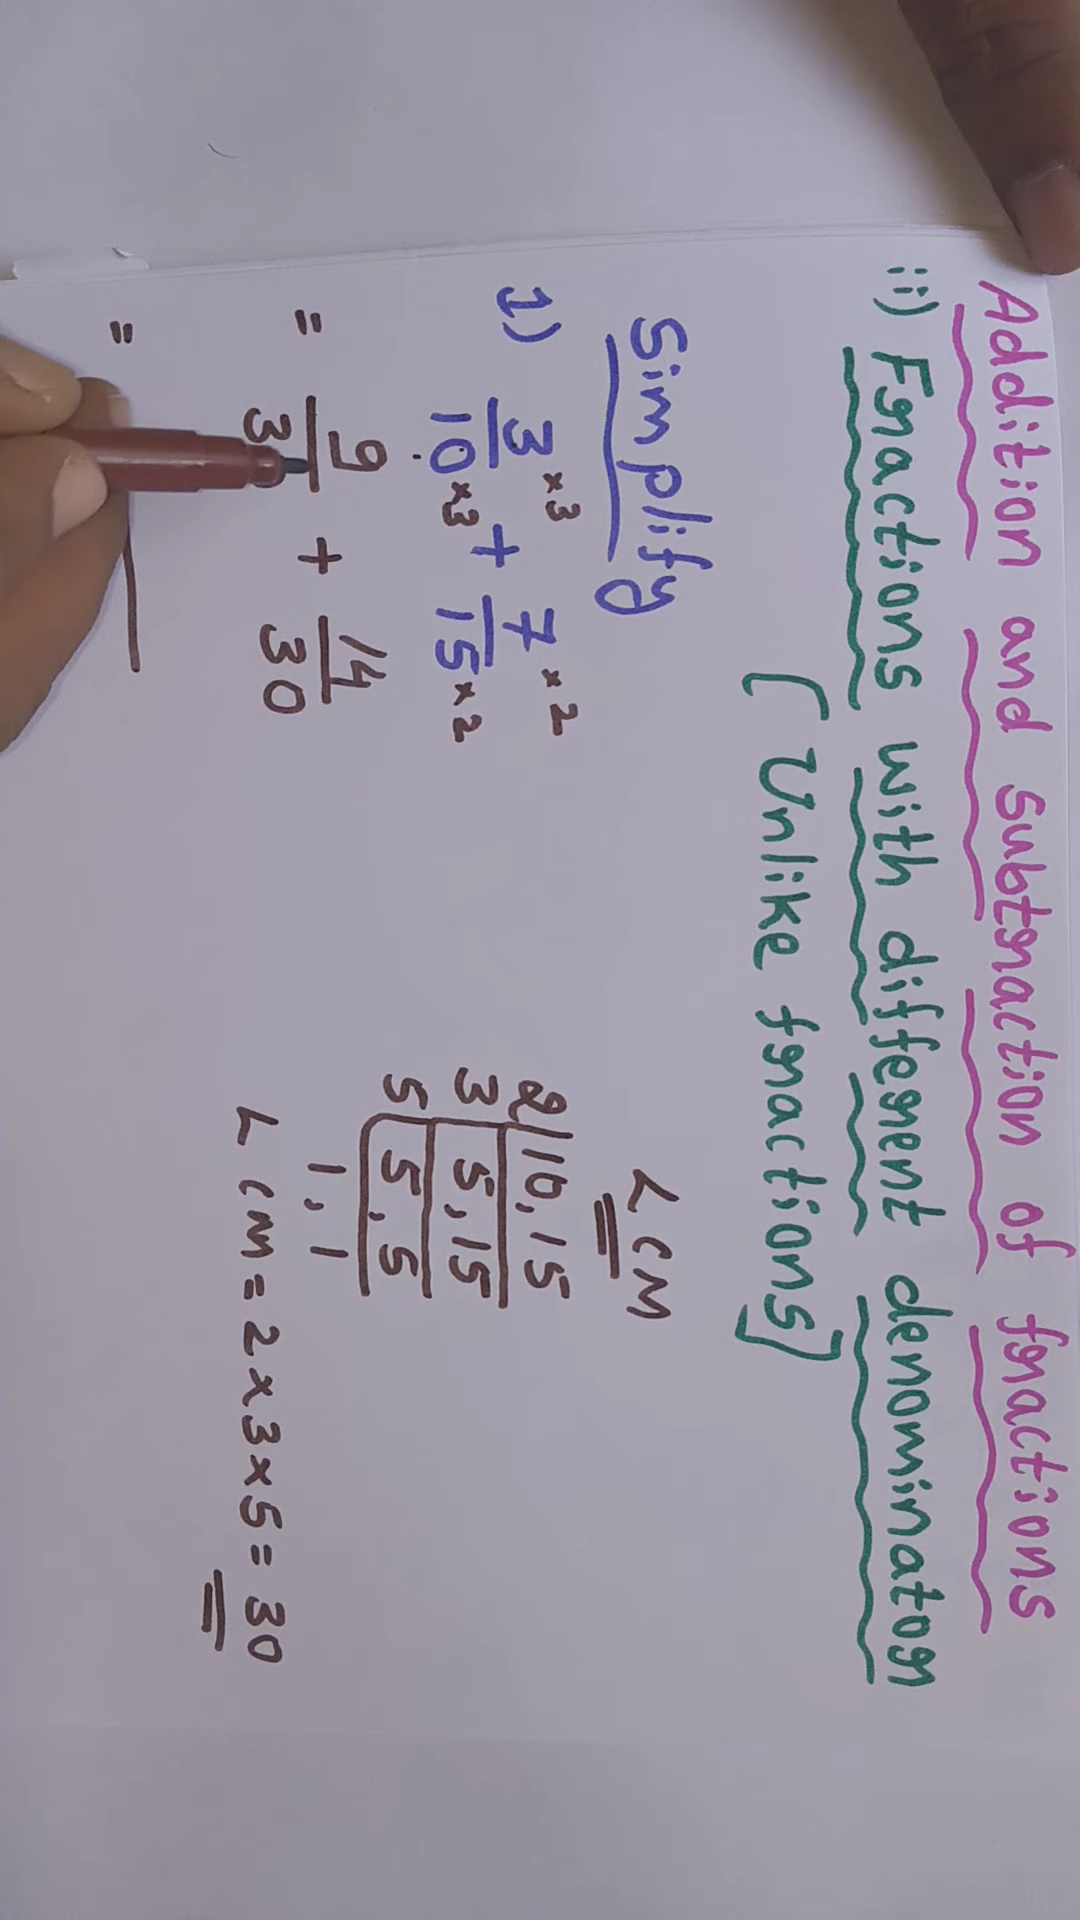 Addition and subtraction of fractions
ii) Fractions with different denominator
[Unlike fractions]
Simplify
1) 3×3/10×3 + 7×2/15×2
= 9/3 + 14/30
=
LCM
2|10, 15
3|5, 15
5|5, 5
1, 1
LCM = 2×3×5 = 30